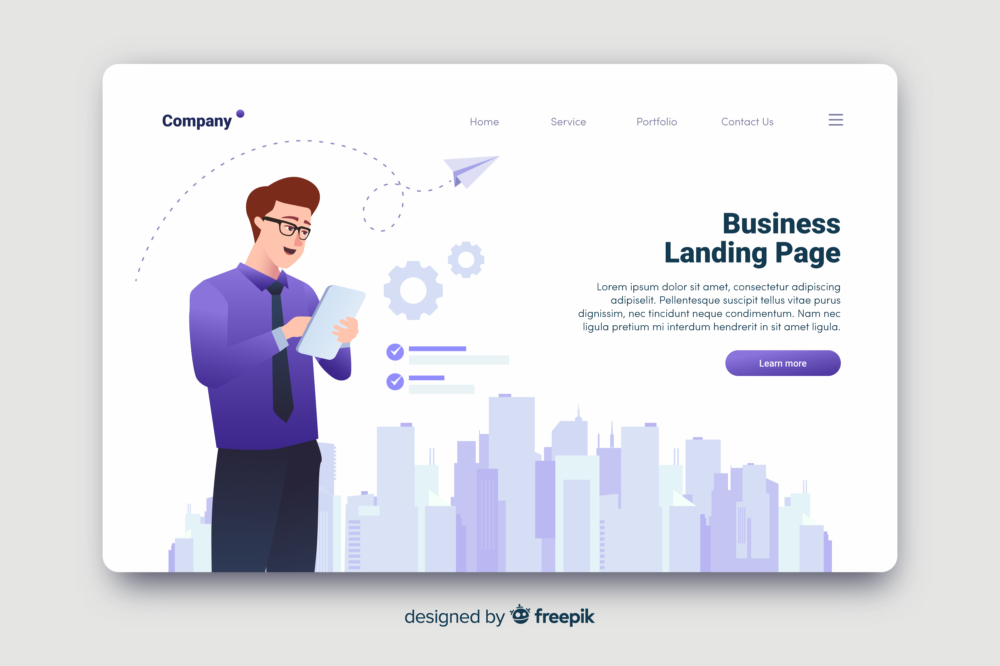 Company
Home Service Portfolio Contact Us
Business
Landing Page
Lorem ipsum dolor sit amet, consectetur adipiscing
adipiselit. Pellentesque suscipit tellus vitae purus
dignissim, nec tincidunt neque condimentum. Nam nec
ligula pretium mi interdum hendrerit in sit amet ligula.
Learn more
designed by freepik